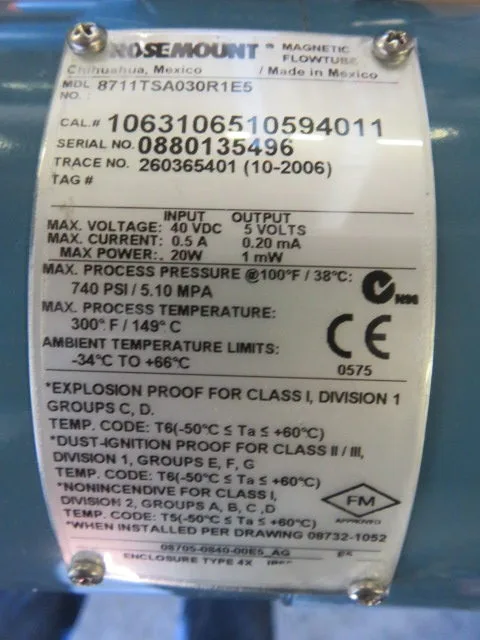 ROSEMOUNT® MAGNETIC
FLOWTUBE
Chihuahua, Mexico / Made in Mexico
MDL 8711TSA030R1E5
NO.:
CAL.# 1063106510594011
SERIAL NO. 0880135496
TRACE NO. 260365401 (10-2006)
TAG #
INPUT OUTPUT
MAX. VOLTAGE: 40 VDC 5 VOLTS
MAX. CURRENT: 0.5 A 0.20 mA
MAX POWER: . 20W 1 mW
MAX. PROCESS PRESSURE @100°F / 38°C:
740 PSI / 5.10 MPA
MAX. PROCESS TEMPERATURE:
300° F / 149° C
AMBIENT TEMPERATURE LIMITS:
-34°C TO +66°C
CE
0575
*EXPLOSION PROOF FOR CLASS I, DIVISION 1
GROUPS C, D.
TEMP. CODE: T6(-50°C ≤ Ta ≤ +60°C)
*DUST-IGNITION PROOF FOR CLASS II / III,
DIVISION 1, GROUPS E, F, G
TEMP. CODE: T6(-50°C ≤ Ta ≤ +60°C)
*NONINCENDIVE FOR CLASS I,
DIVISION 2, GROUPS A, B, C ,D
TEMP. CODE: T5(-50°C ≤ Ta ≤ +60°C)
FM
APPROVED
*WHEN INSTALLED PER DRAWING 08732-1052
08705-0840-00E5_AG E5
ENCLOSURE TYPE 4X